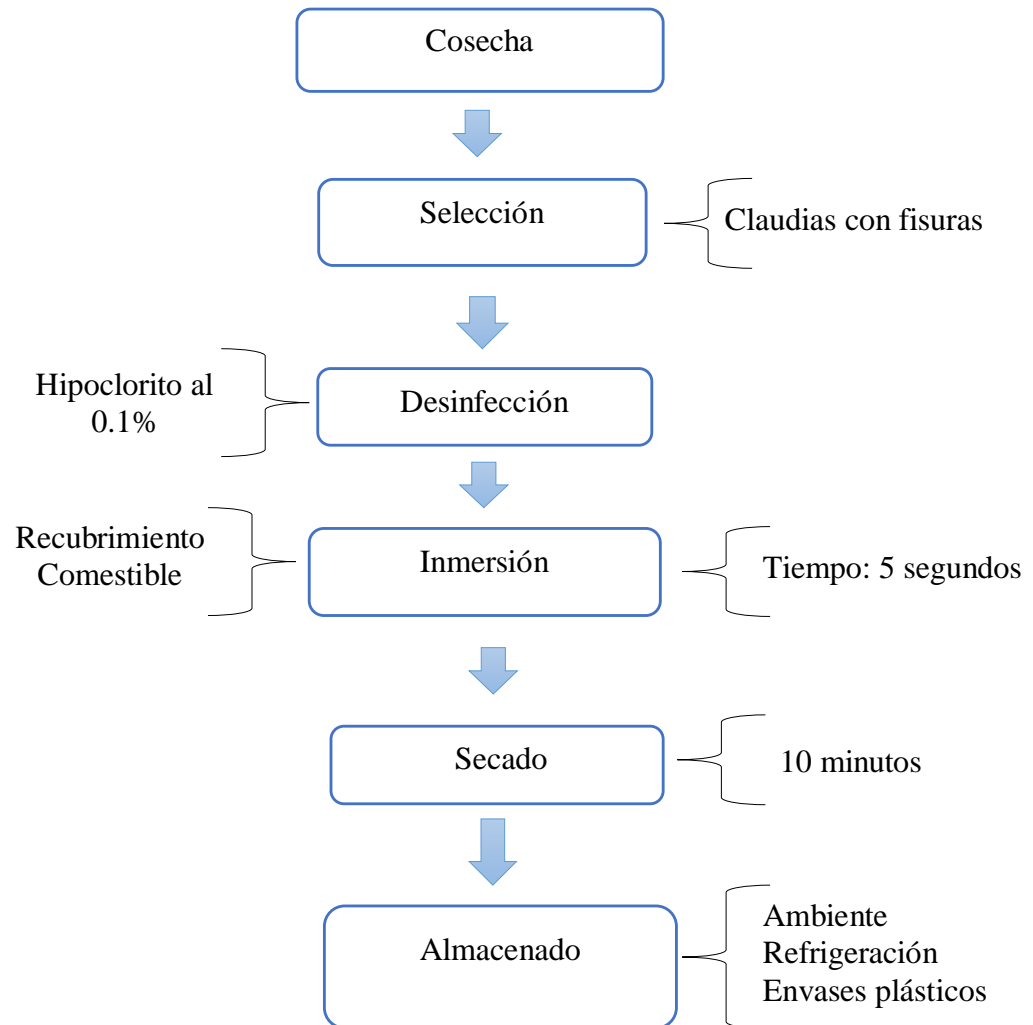 Cosecha
Selección
Claudias con fisuras
Hipoclorito al
0.1%
Desinfección
Recubrimiento
Comestible
Inmersión
Tiempo: 5 segundos
Secado
10 minutos
Almacenado
Ambiente
Refrigeración
Envases plásticos